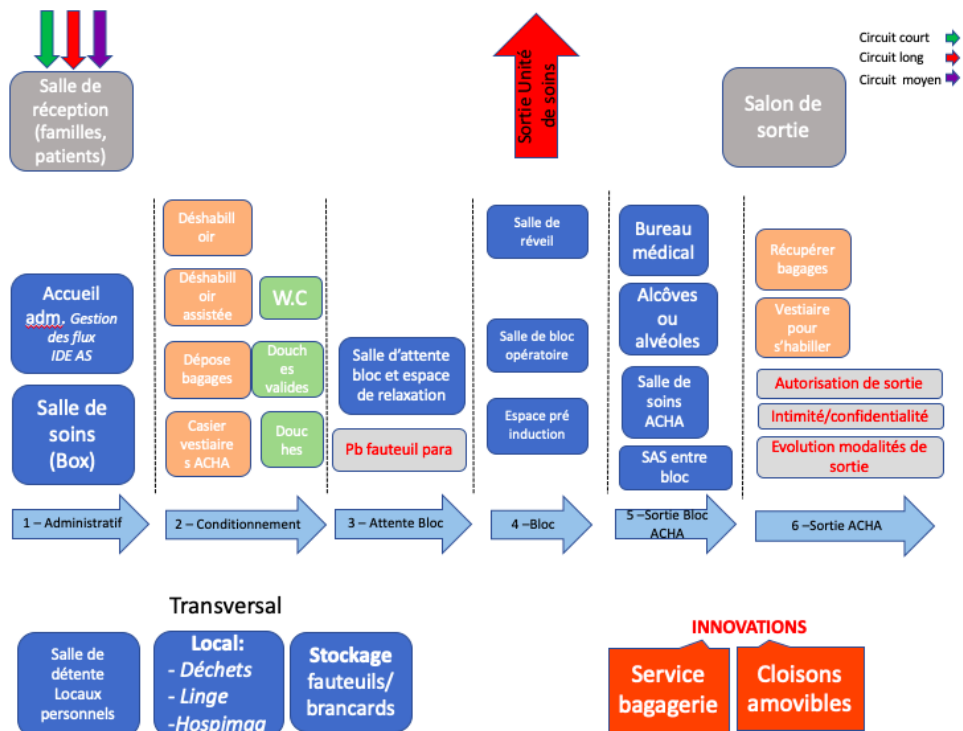 Circuit court
Circuit long
Circuit moyen
Salle de
réception
(familles,
patients)
Sortie Unité
de soins
Salon de
sortie
Accueil
adm. Gestion
des flux
IDE AS
Salle de
soins
(Box)
Déshabill
oir
Déshabill
oir
assistée
W.C
Dépose
bagages
Douch
es
valides
Casier
vestiaire
s ACHA
Douc
hes
Salle d'attente
bloc et espace
de relaxation
Pb fauteuil para
Salle de
réveil
Salle de bloc
opératoire
Espace pré
induction
Bureau
médical
Alcôves
ou
alvéoles
Salle de
soins
ACHA
SAS entre
bloc
Récupérer
bagages
Vestiaire
pour
s'habiller
Autorisation de sortie
Intimité/confidentialité
Evolution modalités de
sortie
1 – Administratif
2 – Conditionnement
3 – Attente Bloc
4 –Bloc
5 –Sortie Bloc
ACHA
6 –Sortie ACHA
Transversal
Salle de
détente
Locaux
personnels
Local:
- Déchets
- Linge
-Hospimag
Stockage
fauteuils/
brancards
INNOVATIONS
Service
bagagerie
Cloisons
amovibles